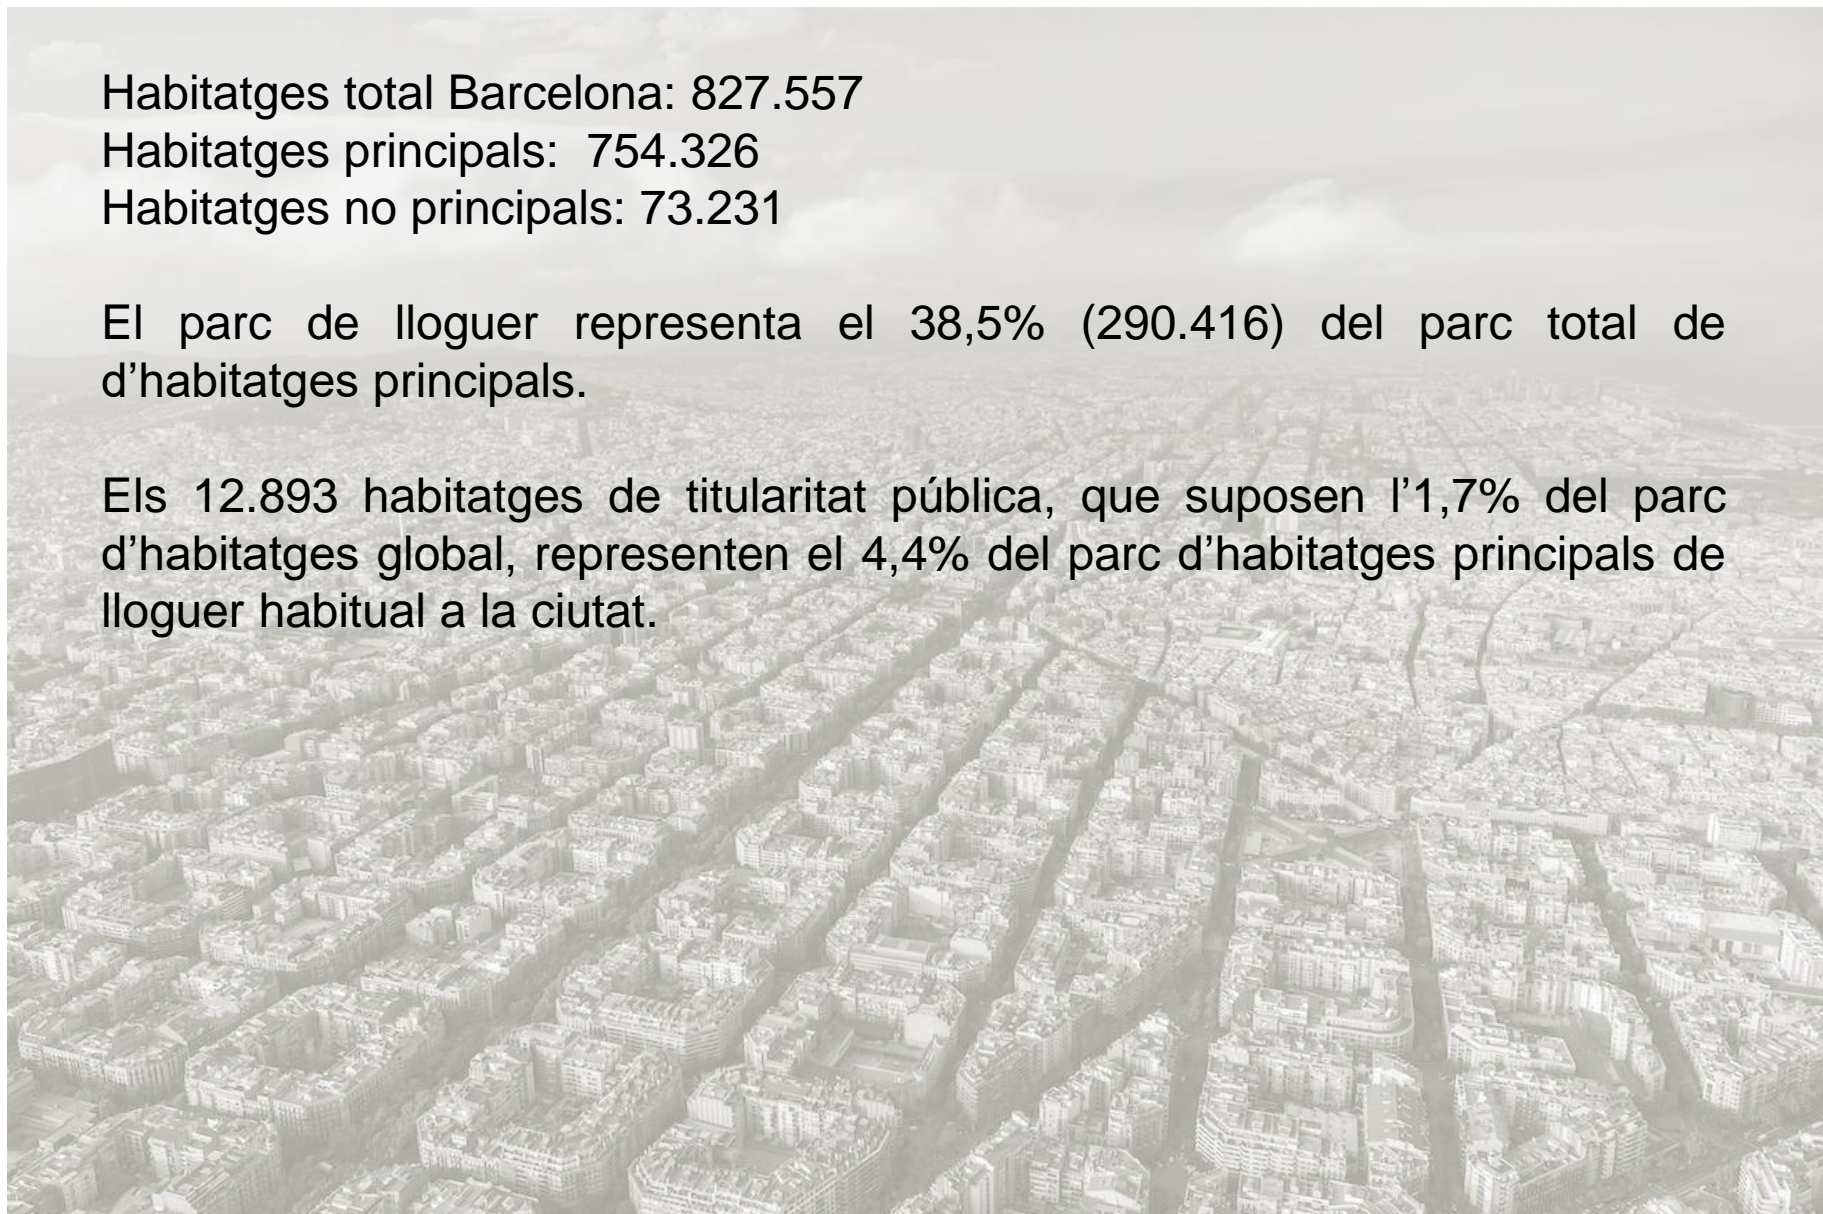 Habitatges total Barcelona: 827.557
Habitatges principals: 754.326
Habitatges no principals: 73.231
El parc de lloguer representa el 38,5% (290.416) del parc total de
d’habitatges principals.
Els 12.893 habitatges de titularitat pública, que suposen l’1,7% del parc
d’habitatges global, representen el 4,4% del parc d’habitatges principals de
lloguer habitual a la ciutat.